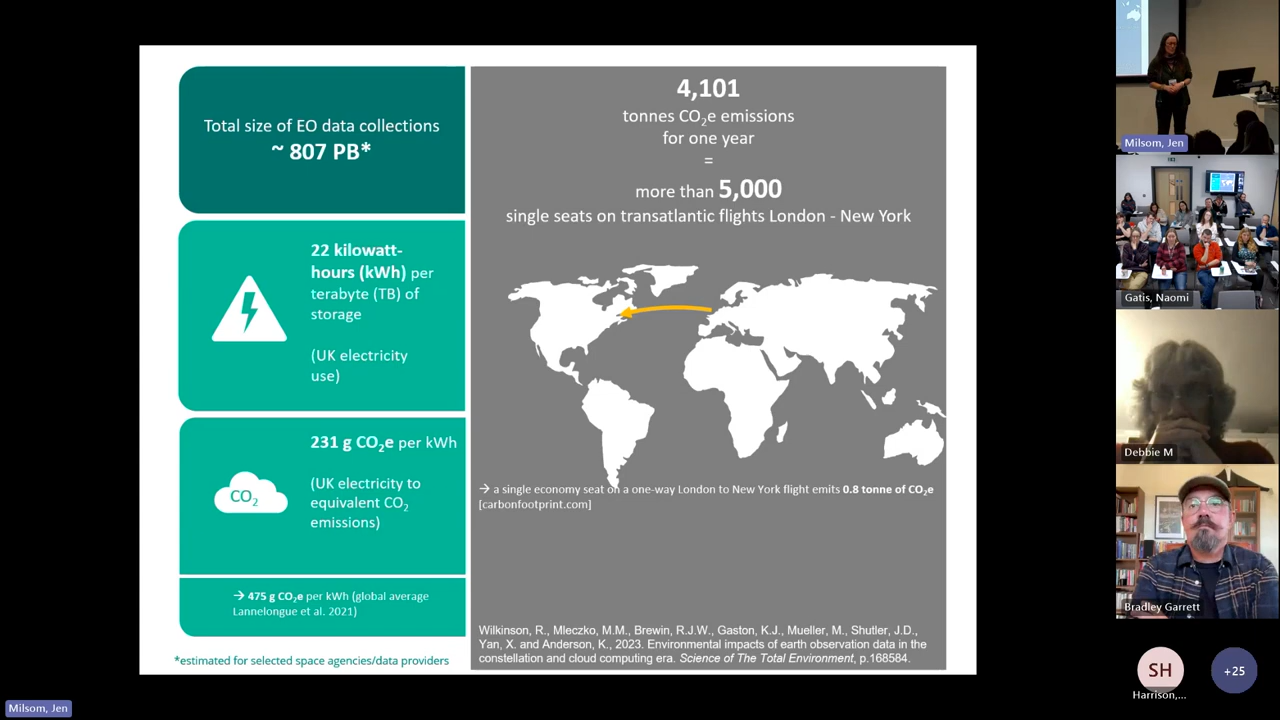 Total size of EO data collections
~ 807 PB*
22 kilowatt-
hours (kWh) per
terabyte (TB) of
storage
(UK electricity
use)
CO₂
231 g CO₂e per kWh
(UK electricity to
equivalent CO₂
emissions)
→ 475 g CO₂e per kWh (global average
Lannelongue et al. 2021)
*estimated for selected space agencies/data providers
4,101
tonnes CO₂e emissions
for one year
=
more than 5,000
single seats on transatlantic flights London - New York
→ a single economy seat on a one-way London to New York flight emits 0.8 tonne of CO₂e
[carbonfootprint.com]
Wilkinson, R., Mleczko, M.M., Brewin, R.J.W., Gaston, K.J., Mueller, M., Shutler, J.D.,
Yan, X. and Anderson, K., 2023. Environmental impacts of earth observation data in the
constellation and cloud computing era. Science of The Total Environment, p.168584.
Milsom, Jen
Gatis, Naomi
Debbie M
Bradley Garrett
SH
Harrison,...
+25
Milsom, Jen